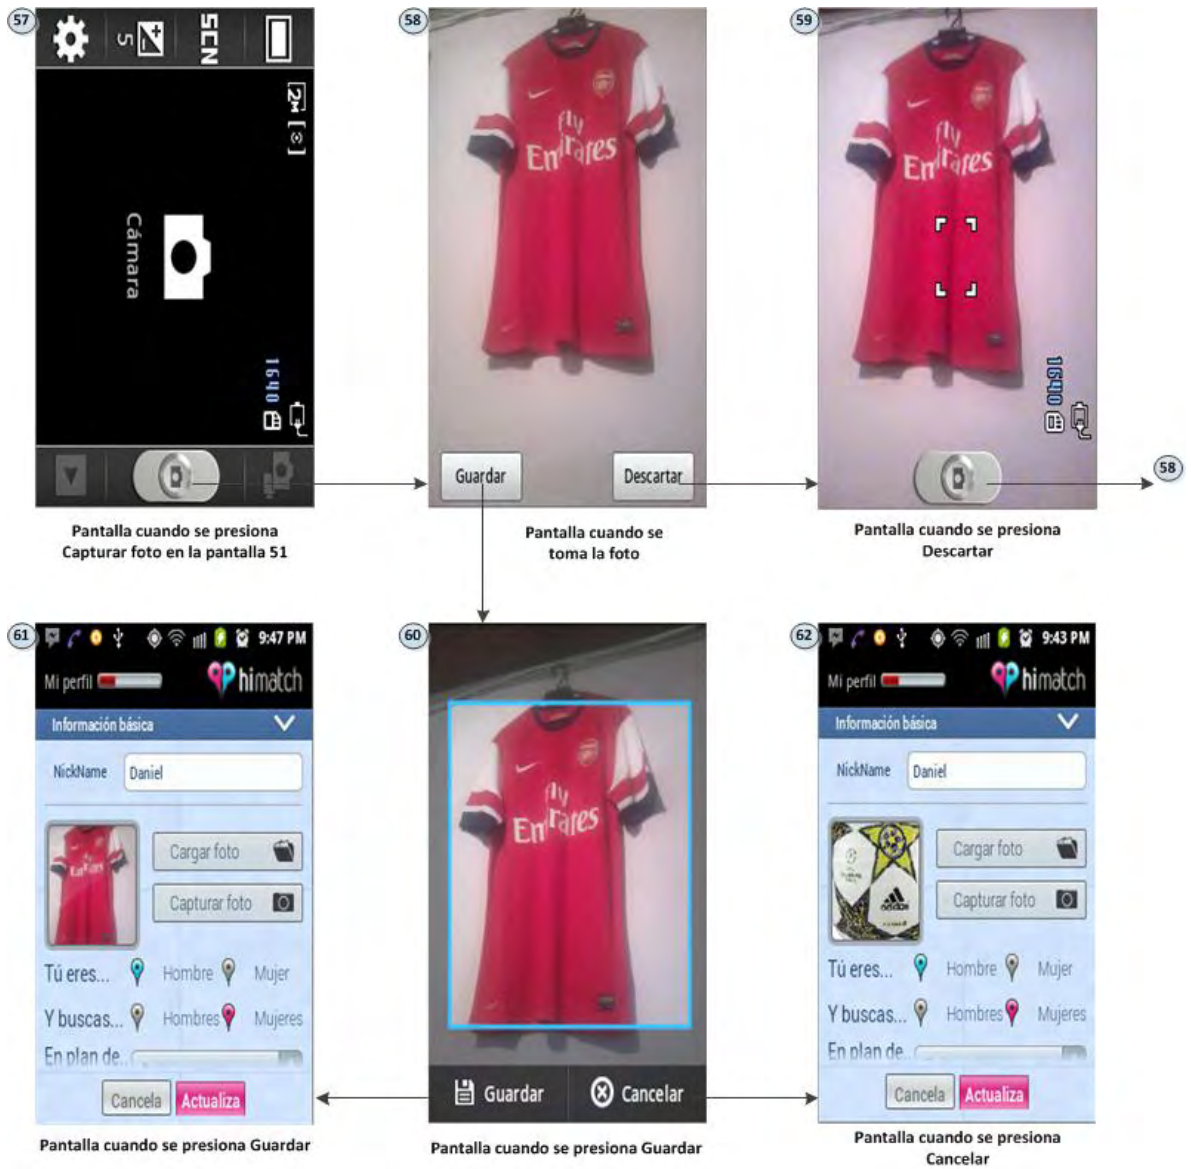 57
5
SCN
2M
Cámara
1640
Pantalla cuando se presiona
Capturar foto en la pantalla 51
58
fly
Emirates
Guardar
Descartar
Pantalla cuando se
toma la foto
59
fly
Emirates
1640
58
Pantalla cuando se presiona
Descartar
61
9:47 PM
Mi perfil
himatch
Información básica
NickName
Daniel
Cargar foto
Capturar foto
Tú eres...
Hombre
Mujer
Y buscas...
Hombres
Mujeres
En plan de..
Cancela
Actualiza
Pantalla cuando se presiona Guardar
60
fly
Emirates
Guardar
Cancelar
Pantalla cuando se presiona Guardar
62
9:43 PM
Mi perfil
himatch
Información básica
NickName
Daniel
adidas
Cargar foto
Capturar foto
Tú eres...
Hombre
Mujer
Y buscas...
Hombres
Mujeres
En plan de..
Cancela
Actualiza
Pantalla cuando se presiona
Cancelar